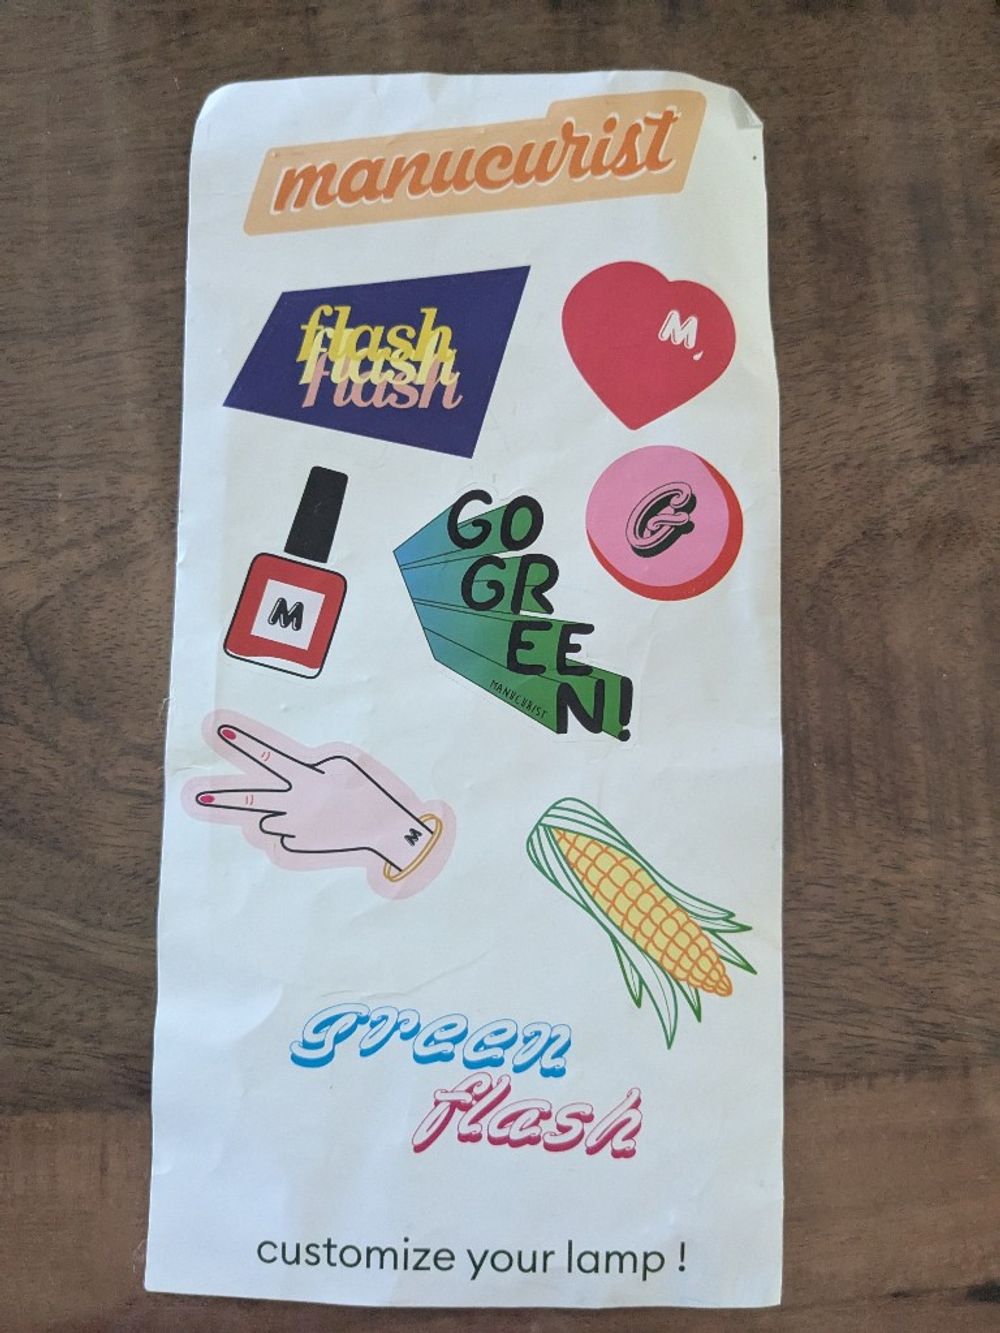 manucurist
flash
flash
flash
M
G
M
GO
GR
EE
N!
MANUCURIST
M
green
flash
customize your lamp !